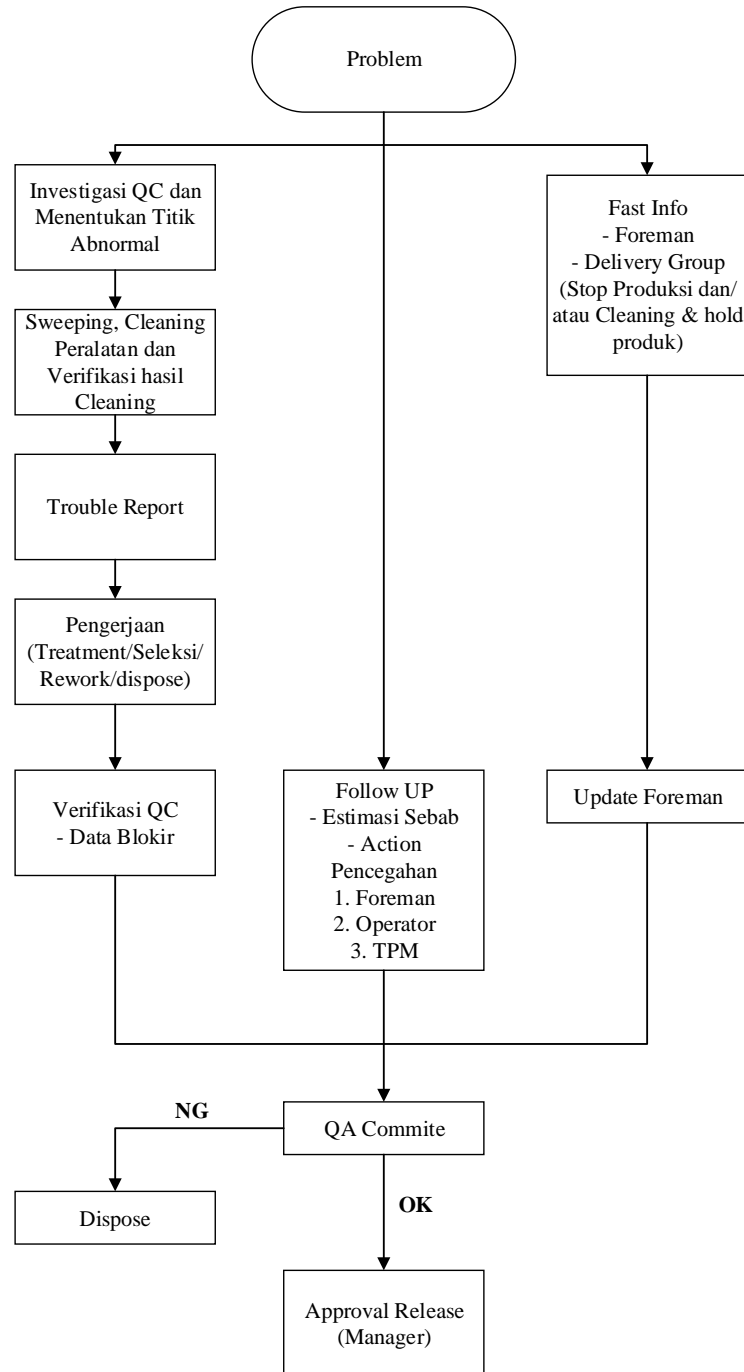 Problem
Investigasi QC dan
Menentukan Titik
Abnormal
Sweeping, Cleaning
Peralatan dan
Verifikasi hasil
Cleaning
Trouble Report
Pengerjaan
(Treatment/Seleksi/
Rework/dispose)
Verifikasi QC
- Data Blokir
Follow UP
- Estimasi Sebab
- Action
Pencegahan
1. Foreman
2. Operator
3. TPM
Fast Info
- Foreman
- Delivery Group
(Stop Produksi dan/
atau Cleaning & hold
produk)
Update Foreman
QA Commite
NG
Dispose
OK
Approval Release
(Manager)